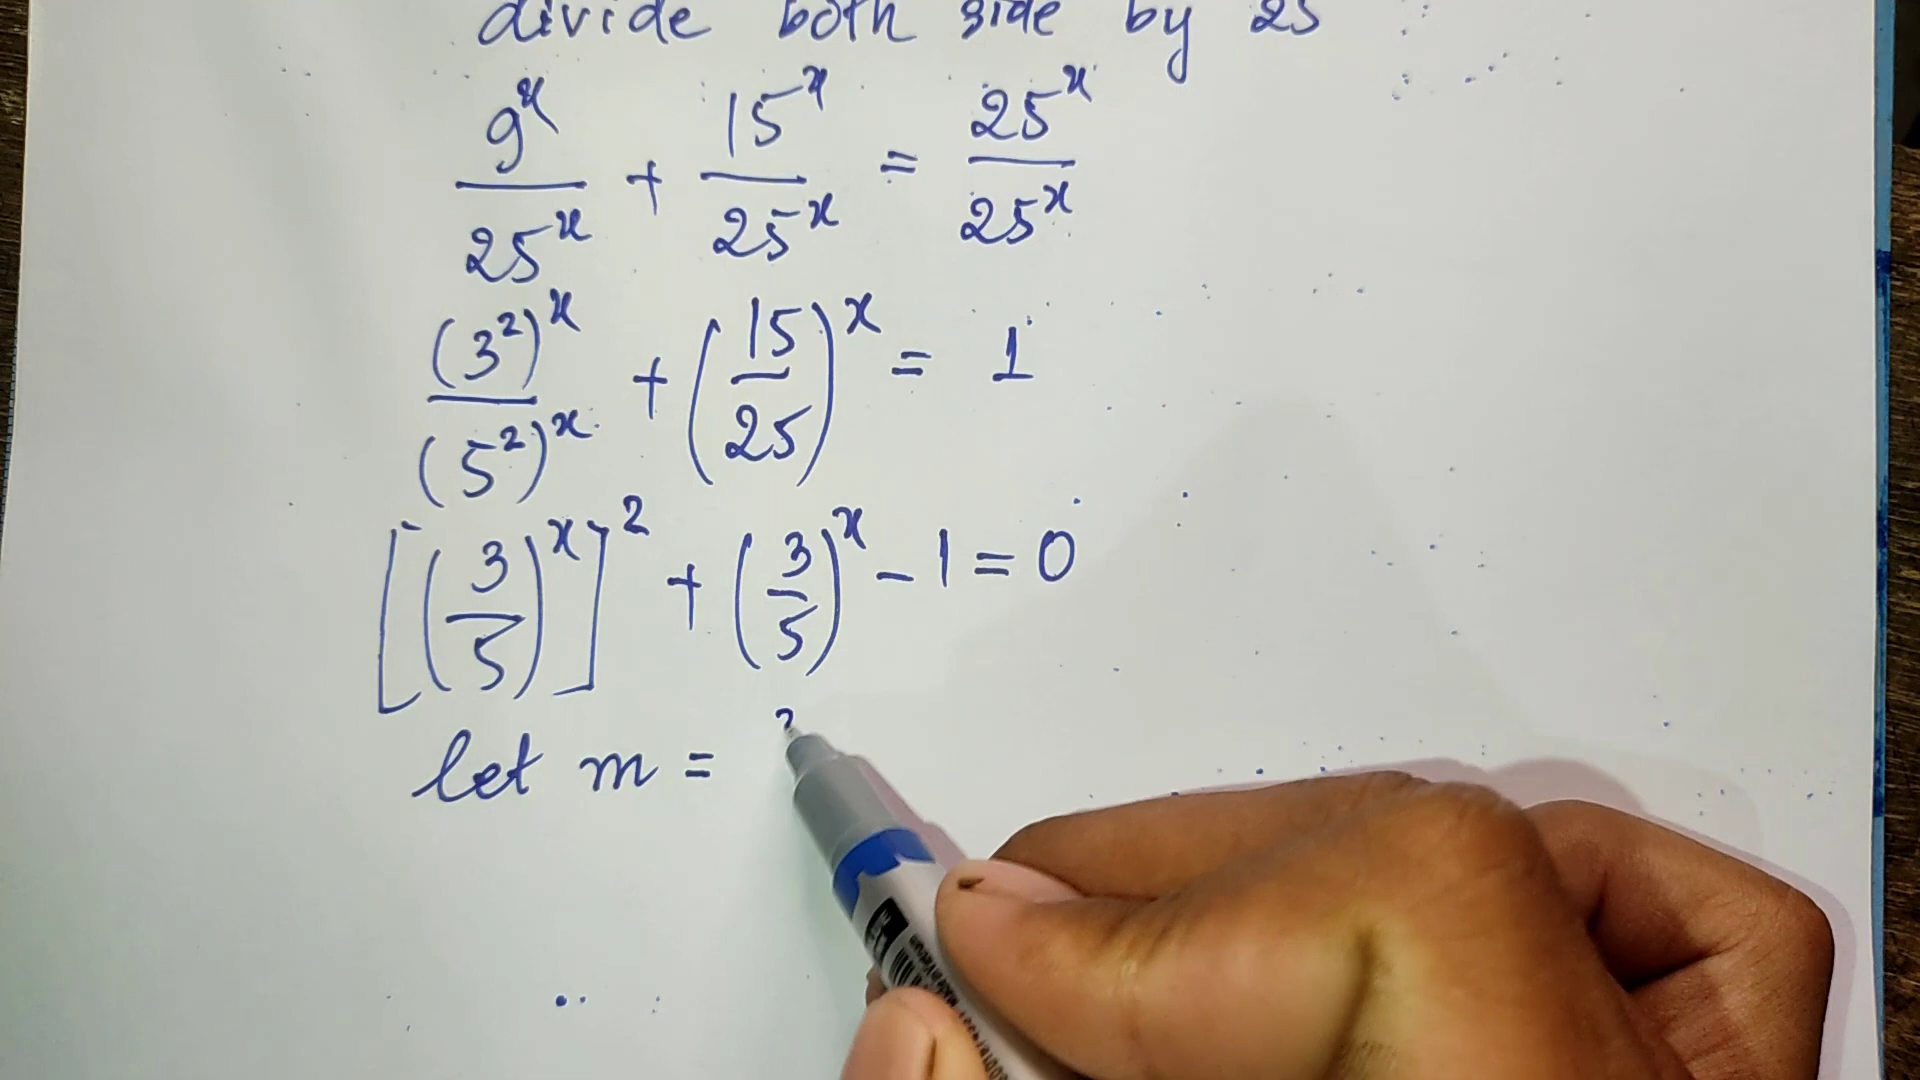 divide both side by 25
9^x/25^x + 15^x/25^x = 25^x/25^x
(3^2)^x/(5^2)^x + (15/25)^x = 1
[(3/5)^x]^2 + (3/5)^x - 1 = 0
let m =